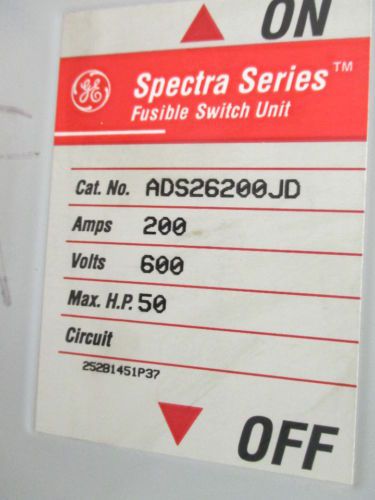 ON
GE
Spectra Series™
Fusible Switch Unit
Cat. No. ADS26200JD
Amps 200
Volts 600
Max. H.P. 50
Circuit
252B1451P37
OFF